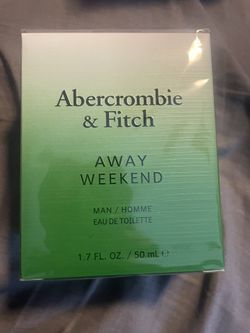 Abercrombie
& Fitch
AWAY
WEEKEND
MAN / HOMME
EAU DE TOILETTE
1.7 FL. OZ. / 50 mL ℮